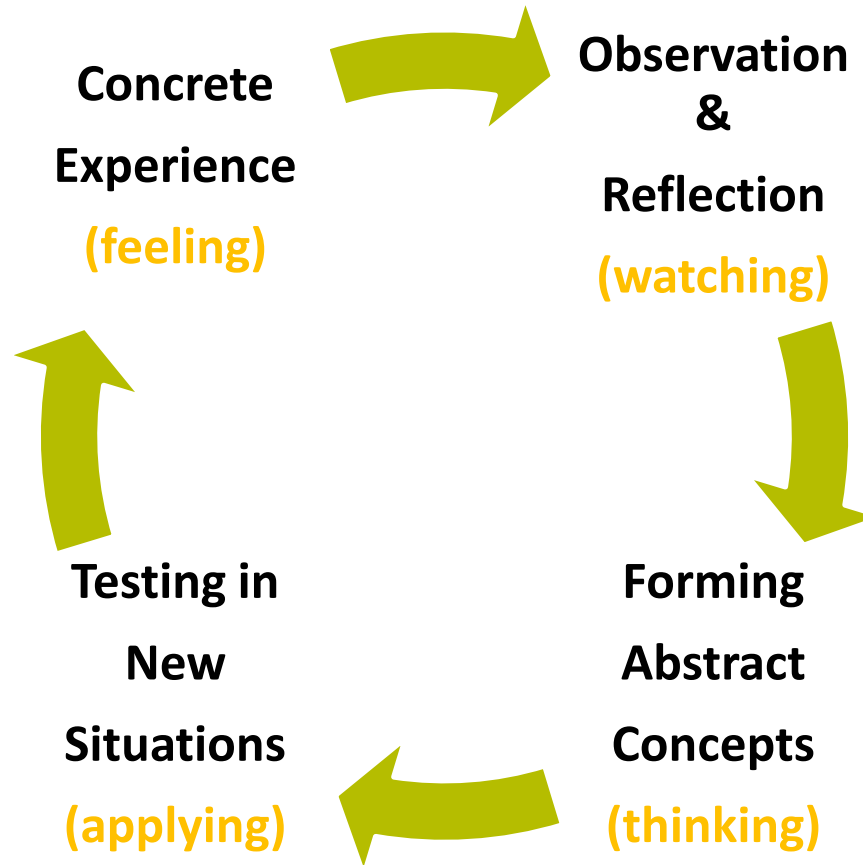 Concrete
Experience
(feeling)
Observation
&
Reflection
(watching)
Forming
Abstract
Concepts
(thinking)
Testing in
New
Situations
(applying)